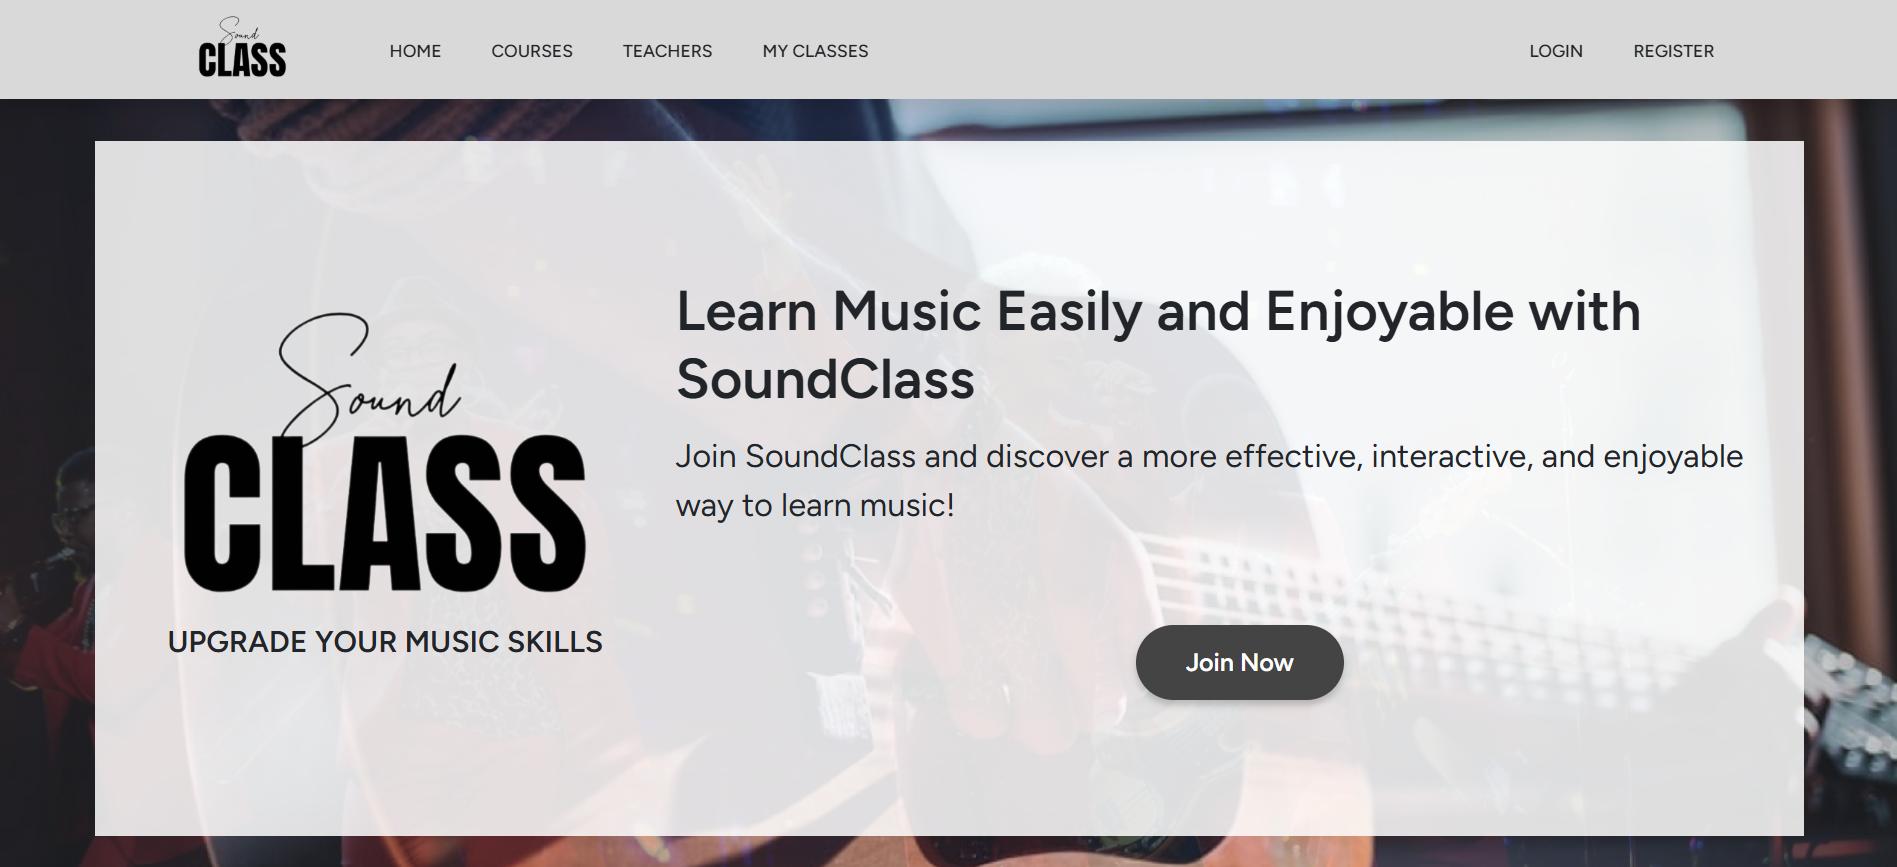 Sound
CLASS
HOME
COURSES
TEACHERS
MY CLASSES
LOGIN
REGISTER
Sound
CLASS
UPGRADE YOUR MUSIC SKILLS
Learn Music Easily and Enjoyable with
SoundClass
Join SoundClass and discover a more effective, interactive, and enjoyable
way to learn music!
Join Now